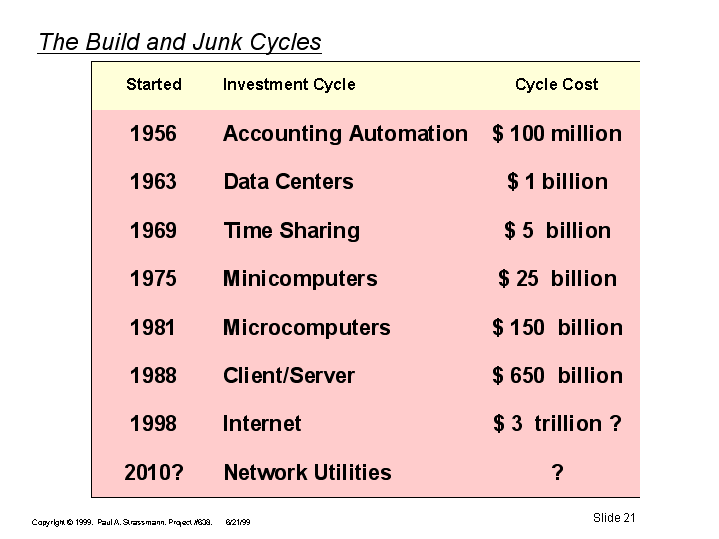 The Build and Junk Cycles
Started Investment Cycle Cycle Cost
1956 Accounting Automation $ 100 million
1963 Data Centers $ 1 billion
1969 Time Sharing $ 5 billion
1975 Minicomputers $ 25 billion
1981 Microcomputers $ 150 billion
1988 Client/Server $ 650 billion
1998 Internet $ 3 trillion ?
2010? Network Utilities ?
Copyright © 1999, Paul A. Strassmann, Project #638, 6/21/99
Slide 21